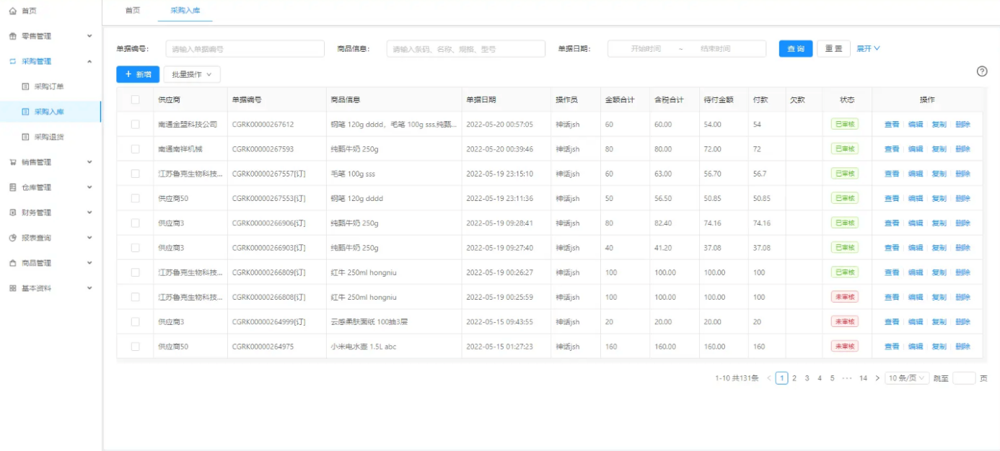 首页
零售管理
采购管理
采购订单
采购入库
采购退货
销售管理
仓库管理
财务管理
报表查询
商品管理
基本资料
首页 采购入库
单据编号: 请输入单据编号 商品信息: 请输入条码、名称、规格、型号 单据日期: 开始时间 ~ 结束时间 查询 重置 展开
+ 新增 批量操作
供应商 单据编号 商品信息 单据日期 操作员 金额合计 含税合计 待付金额 付款 欠款 状态 操作
南通金盟科技公司 CGRK00000267612 钢笔 120g dddd，毛笔 100g sss,纯甄... 2022-05-20 00:57:05 神话jsh 60 60.00 54.00 54 已审核 查看 编辑 复制 删除
南通南祥机械 CGRK00000267593 纯甄牛奶 250g 2022-05-20 00:39:46 神话jsh 80 80.00 72.00 72 已审核 查看 编辑 复制 删除
江苏鲁克生物科技... CGRK00000267557[订] 毛笔 100g sss 2022-05-19 23:15:10 神话jsh 60 63.00 56.70 56.7 已审核 查看 编辑 复制 删除
供应商50 CGRK00000267553[订] 钢笔 120g dddd 2022-05-19 23:11:36 神话jsh 50 56.50 50.85 50.85 已审核 查看 编辑 复制 删除
供应商3 CGRK00000266906[订] 纯甄牛奶 250g 2022-05-19 09:28:41 神话jsh 80 82.40 74.16 74.16 已审核 查看 编辑 复制 删除
供应商3 CGRK00000266903[订] 纯甄牛奶 250g 2022-05-19 09:27:40 神话jsh 40 41.20 37.08 37.08 已审核 查看 编辑 复制 删除
江苏鲁克生物科技... CGRK00000266809[订] 红牛 250ml hongniu 2022-05-19 00:26:27 神话jsh 100 100.00 100.00 100 已审核 查看 编辑 复制 删除
江苏鲁克生物科技... CGRK00000266808[订] 红牛 250ml hongniu 2022-05-19 00:25:59 神话jsh 100 100.00 100.00 100 未审核 查看 编辑 复制 删除
供应商3 CGRK00000264999[订] 云感柔肤面纸 100抽3层 2022-05-15 09:43:55 神话jsh 20 20.00 20.00 20 未审核 查看 编辑 复制 删除
供应商50 CGRK00000264975 小米电水壶 1.5L abc 2022-05-15 01:27:23 神话jsh 160 160.00 160.00 160 未审核 查看 编辑 复制 删除
1-10 共131条 < 1 2 3 4 5 ··· 14 > 10 条/页 跳至 页